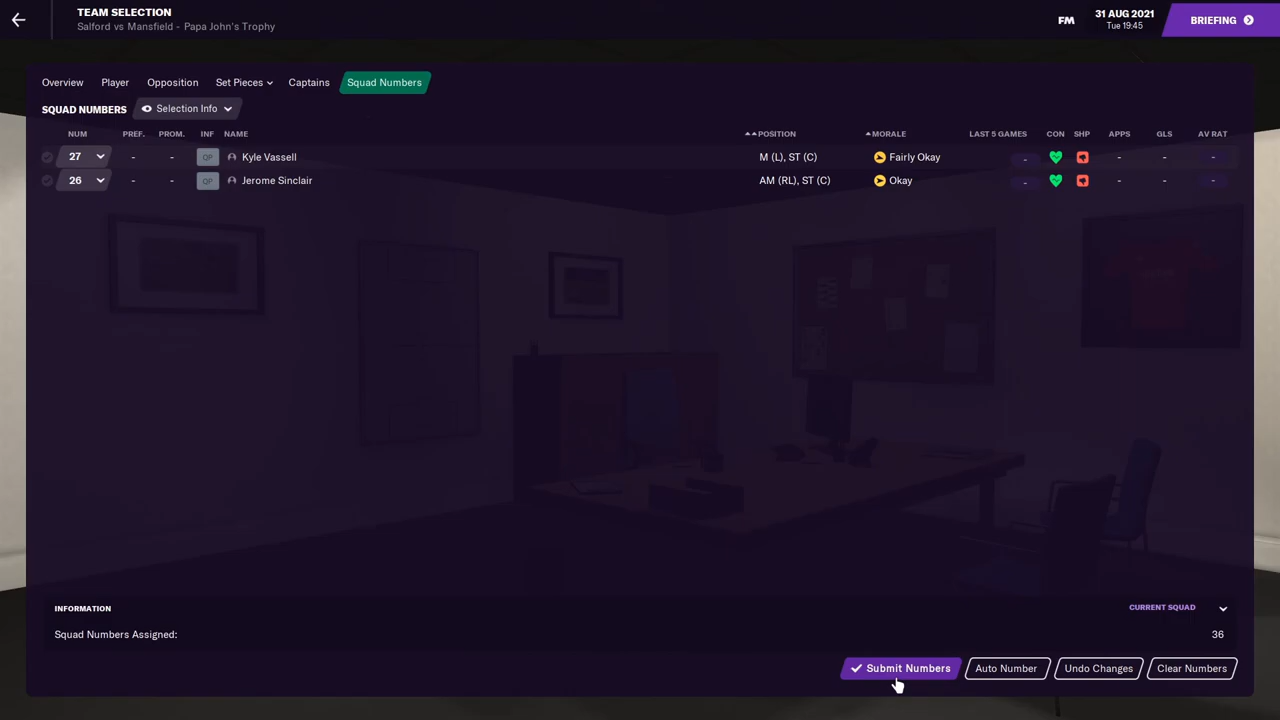 TEAM SELECTION
Salford vs Mansfield - Papa John's Trophy
FM
31 AUG 2021
Tue 19:45
BRIEFING
Overview Player Opposition Set Pieces Captains Squad Numbers
SQUAD NUMBERS Selection Info
NUM PREF. PROM. INF NAME POSITION MORALE LAST 5 GAMES CON SHP APPS GLS AV RAT
27 - - QP Kyle Vassell M (L), ST (C) Fairly Okay - - - -
26 - - QP Jerome Sinclair AM (RL), ST (C) Okay - - - -
INFORMATION CURRENT SQUAD
Squad Numbers Assigned: 36
Submit Numbers Auto Number Undo Changes Clear Numbers